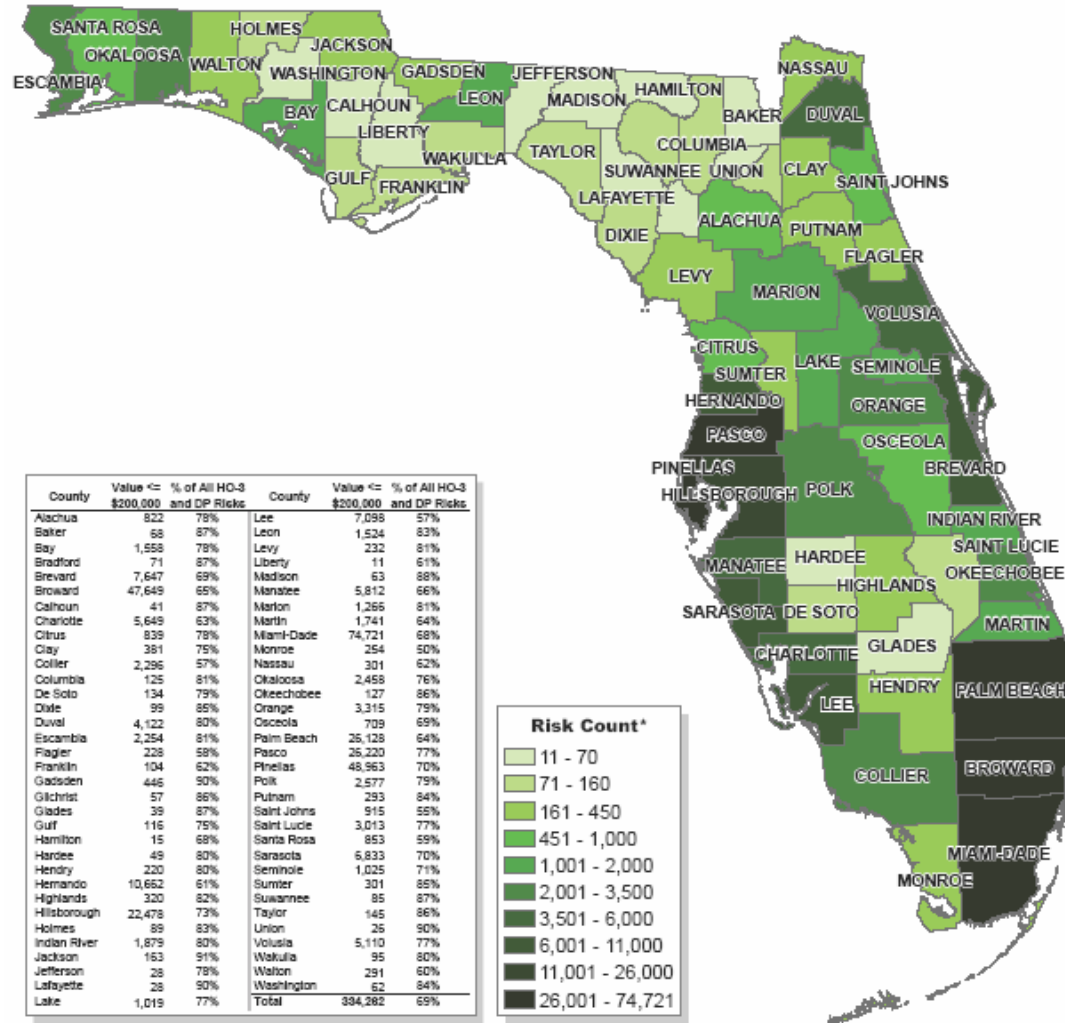 SANTA ROSA
HOLMES
OKALOOSA
JACKSON
ESCAMBIA
WALTON
WASHINGTON
GADSDEN
JEFFERSON
NASSAU
BAY
CALHOUN
LEON
MADISON
HAMILTON
BAKER
DUVAL
LIBERTY
WAKULLA
TAYLOR
COLUMBIA
GULF
FRANKLIN
SUWANNEE
UNION
CLAY
SAINT JOHNS
LAFAYETTE
ALACHUA
PUTNAM
DIXIE
FLAGLER
LEVY
MARION
VOLUSIA
CITRUS
LAKE
SEMINOLE
SUMTER
HERNANDO
ORANGE
PASCO
OSCEOLA
PINELLAS
BREVARD
HILLSBOROUGH
POLK
INDIAN RIVER
MANATEE
HARDEE
SAINT LUCIE
HIGHLANDS
OKEECHOBEE
SARASOTA
DE SOTO
MARTIN
CHARLOTTE
GLADES
LEE
HENDRY
PALM BEACH
COLLIER
BROWARD
MIAMI-DADE
MONROE
County Value <= $200,000 % of All HO-3 and DP Risks County Value <= $200,000 % of All HO-3 and DP Risks
Alachua 822 78% Lee 7,098 57%
Baker 68 87% Leon 1,524 83%
Bay 1,558 78% Levy 232 81%
Bradford 71 87% Liberty 11 61%
Brevard 7,647 69% Madison 63 88%
Broward 47,649 65% Manatee 5,812 66%
Calhoun 41 87% Marion 1,266 81%
Charlotte 5,649 63% Martin 1,741 64%
Citrus 839 78% Miami-Dade 74,721 68%
Clay 381 75% Monroe 254 50%
Collier 2,296 57% Nassau 301 62%
Columbia 125 81% Okaloosa 2,458 76%
De Soto 134 79% Okeechobee 127 86%
Dixie 99 85% Orange 3,315 79%
Duval 4,122 80% Osceola 709 69%
Escambia 2,254 81% Palm Beach 26,128 64%
Flagler 228 58% Pasco 26,220 77%
Franklin 104 62% Pinellas 48,963 70%
Gadsden 446 90% Polk 2,577 79%
Gilchrist 57 86% Putnam 293 84%
Glades 39 87% Saint Johns 915 55%
Gulf 116 75% Saint Lucie 3,013 77%
Hamilton 15 68% Santa Rosa 853 59%
Hardee 49 80% Sarasota 6,833 70%
Hendry 220 80% Seminole 1,025 71%
Hernando 10,662 61% Sumter 301 85%
Highlands 320 82% Suwannee 85 87%
Hillsborough 22,478 73% Taylor 145 86%
Holmes 89 83% Union 26 90%
Indian River 1,879 80% Volusia 5,110 77%
Jackson 163 91% Wakulla 95 80%
Jefferson 28 78% Walton 291 60%
Lafayette 28 90% Washington 62 84%
Lake 1,019 77% Total 334,262 69%
Risk Count*
11 - 70
71 - 160
161 - 450
451 - 1,000
1,001 - 2,000
2,001 - 3,500
3,501 - 6,000
6,001 - 11,000
11,001 - 26,000
26,001 - 74,721